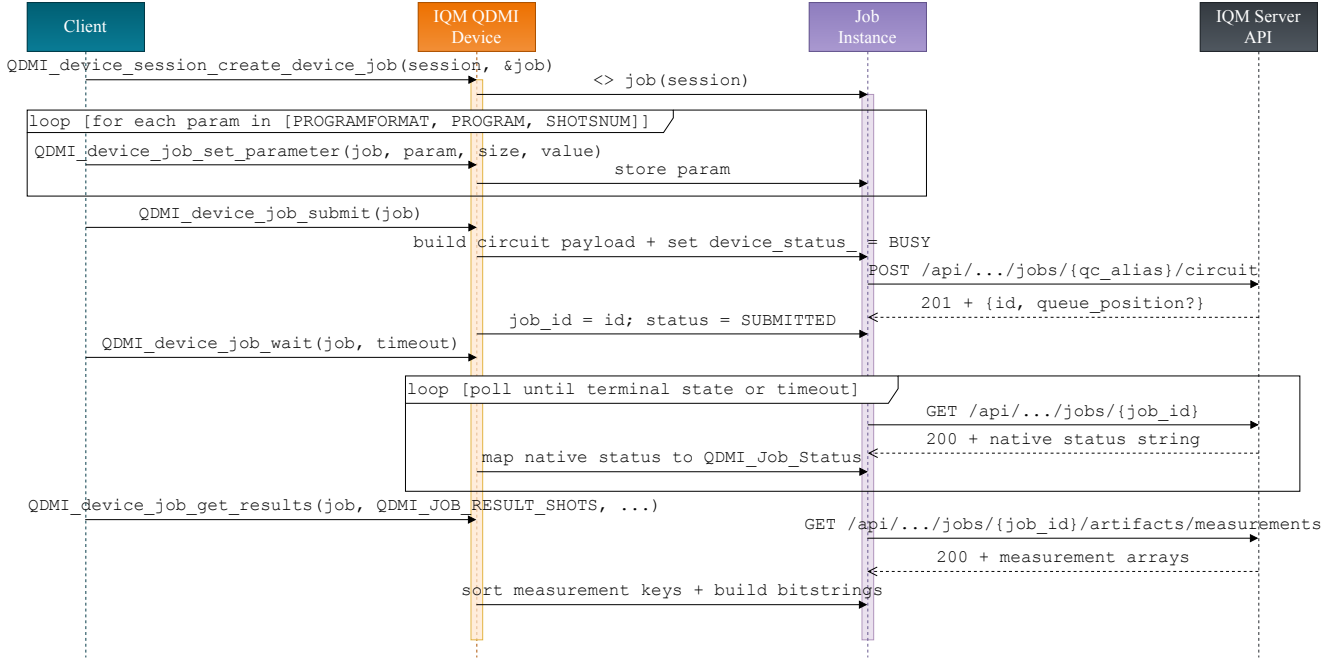 Client
IQM QDMI
Device
Job
Instance
IQM Server
API
QDMI_device_session_create_device_job(session, &job)
<> job(session)
loop [for each param in [PROGRAMFORMAT, PROGRAM, SHOTSNUM]]
QDMI_device_job_set_parameter(job, param, size, value)
store param
QDMI_device_job_submit(job)
build circuit payload + set device_status_ = BUSY
POST /api/.../jobs/{qc_alias}/circuit
201 + {id, queue_position?}
job_id = id; status = SUBMITTED
QDMI_device_job_wait(job, timeout)
loop [poll until terminal state or timeout]
GET /api/.../jobs/{job_id}
200 + native status string
map native status to QDMI_Job_Status
QDMI_device_job_get_results(job, QDMI_JOB_RESULT_SHOTS, ...)
GET /api/.../jobs/{job_id}/artifacts/measurements
200 + measurement arrays
sort measurement keys + build bitstrings